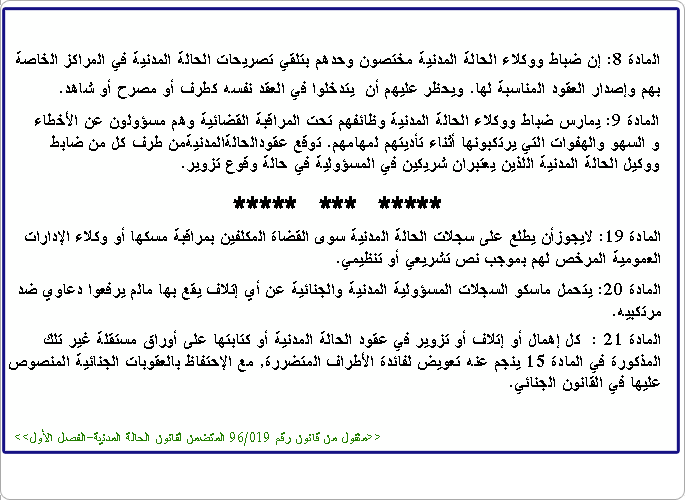 المادة 8: إن ضباط ووكلاء الحالة المدنية مختصون وحدهم بتلقي تصريحات الحالة المدنية في المراكز الخاصة
بهم وإصدار العقود المناسبة لها. ويحظر عليهم أن يتدخلوا في العقد نفسه كطرف أو مصرح أو شاهد.
المادة 9: يمارس ضباط ووكلاء الحالة المدنية وظائفهم تحت المراقبة القضائية وهم مسؤولون عن الأخطاء
و السهو والهفوات التي يرتكبونها أثناء تأديتهم لمهامهم. توقع عقودالحالةالمدنيةمن طرف كل من ضابط
ووكيل الحالة المدنية اللذين يعتبران شريكين في المسؤولية في حالة وقوع تزوير.
***** *** *****
المادة 19: لايجوزأن يطلع على سجلات الحالة المدنية سوى القضاة المكلفين بمراقبة مسكها أو وكلاء الإدارات
العمومية المرخص لهم بموجب نص تشريعي أو تنظيمي.
المادة 20: يتحمل ماسكو السجلات المسؤولية المدنية والجنائية عن أي إتلاف يقع بها مالم يرفعوا دعاوي ضد
مرتكبيه.
المادة 21 : كل إهمال أو إتلاف أو تزوير في عقود الحالة المدنية أو كتابتها على أوراق مستقلة غير تلك
المذكورة في المادة 15 ينجم عنه تعويض لفائدة الأطراف المتضررة, مع الإحتفاظ بالعقوبات الجنائية المنصوص
عليها في القانون الجنائي.
>>منقول من قانون رقم 96/019 المتضمن لقانون الحالة المدنية-الفصل الأول<<